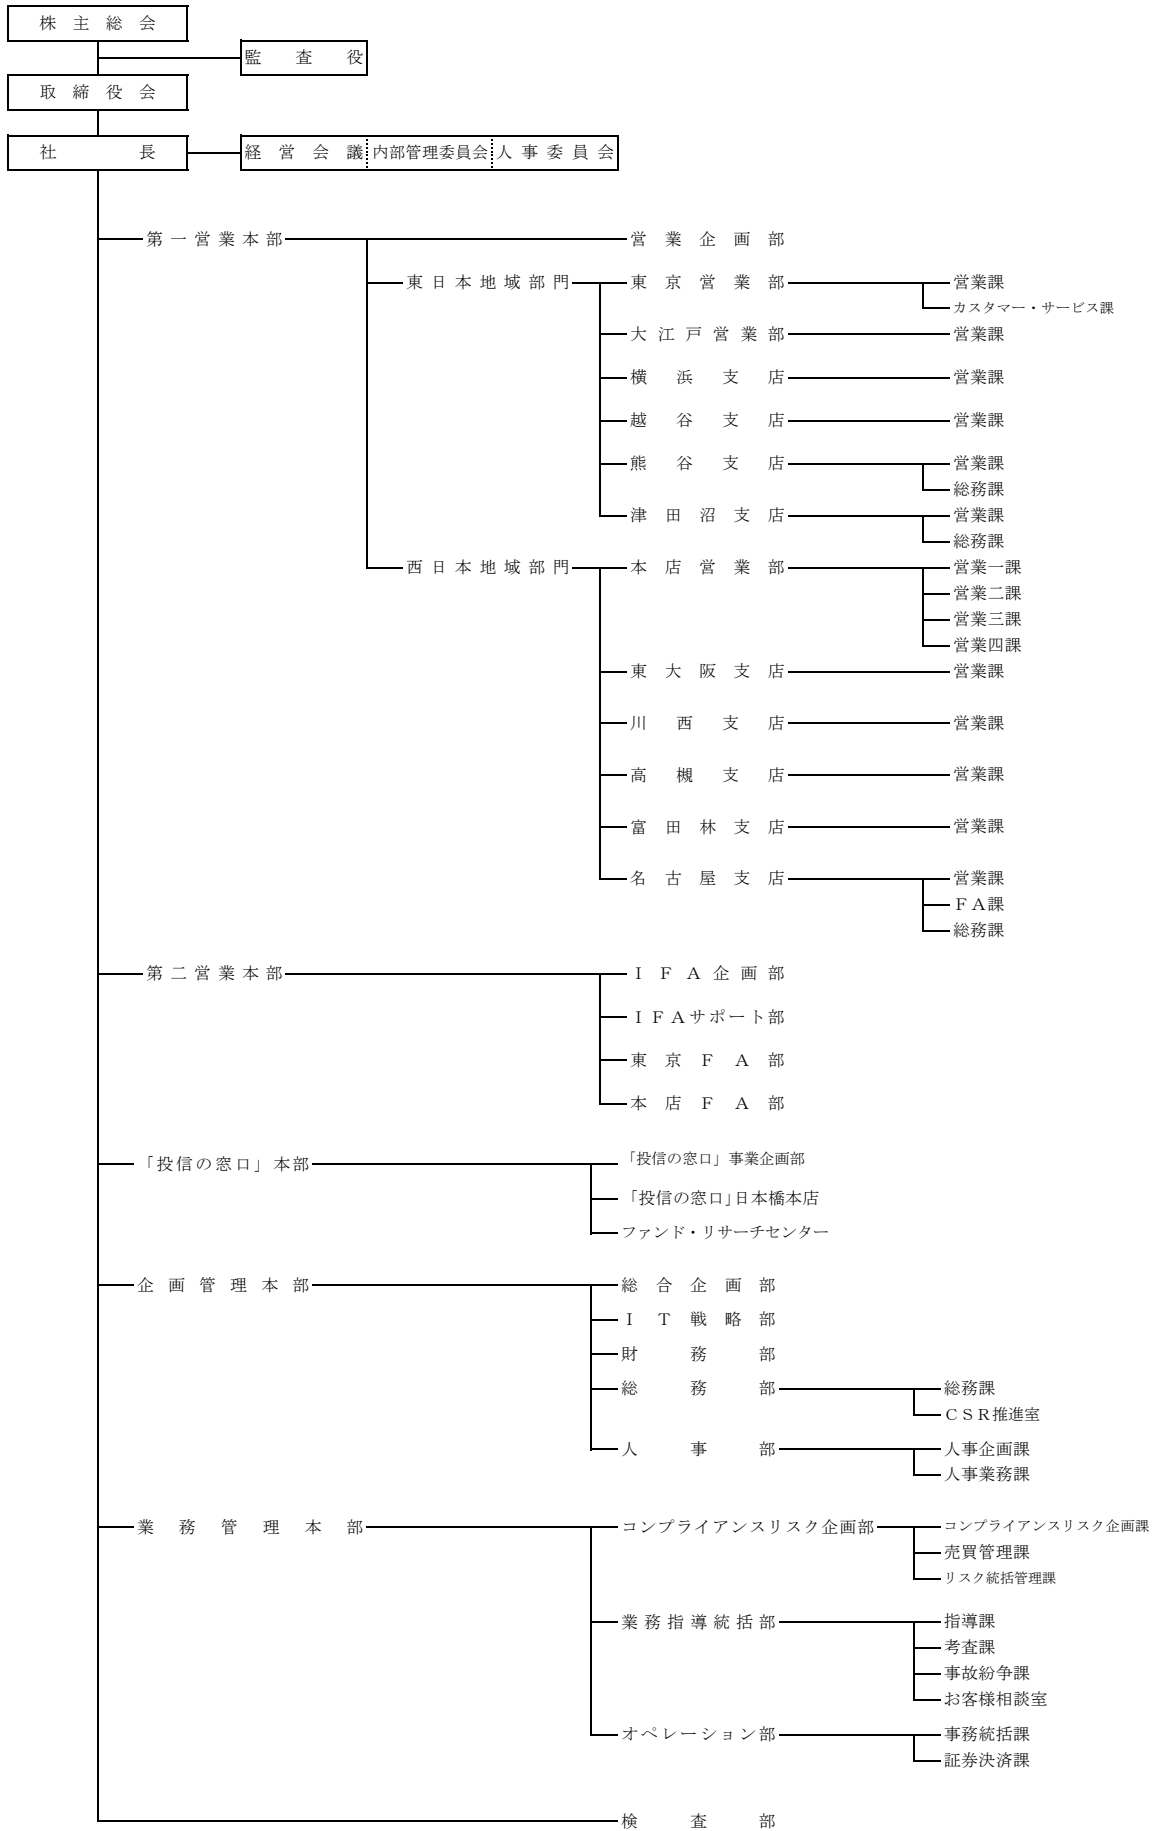 株主総会
監査役
取締役会
社長 経営会議 内部管理委員会 人事委員会
第一営業本部 営業企画部
東日本地域部門 東京営業部 営業課
カスタマー・サービス課
大江戸営業部 営業課
横浜支店 営業課
越谷支店 営業課
熊谷支店 営業課
総務課
津田沼支店 営業課
総務課
西日本地域部門 本店営業部 営業一課
営業二課
営業三課
営業四課
東大阪支店 営業課
川西支店 営業課
高槻支店 営業課
富田林支店 営業課
名古屋支店 営業課
ＦＡ課
総務課
第二営業本部 ＩＦＡ企画部
ＩＦＡサポート部
東京ＦＡ部
本店ＦＡ部
「投信の窓口」本部 「投信の窓口」事業企画部
「投信の窓口」日本橋本店
ファンド・リサーチセンター
企画管理本部 総合企画部
ＩＴ戦略部
財務部
総務部 総務課
ＣＳＲ推進室
人事部 人事企画課
人事業務課
業務管理本部 コンプライアンスリスク企画部 コンプライアンスリスク企画課
売買管理課
リスク統括管理課
業務指導統括部 指導課
考査課
事故紛争課
お客様相談室
オペレーション部 事務統括課
証券決済課
検査部